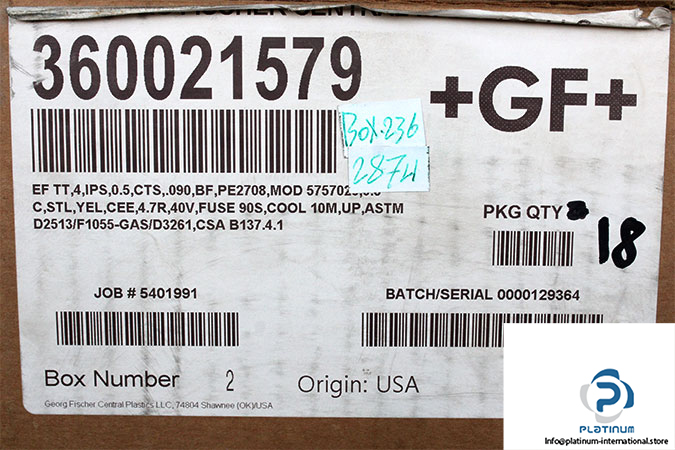 360021579
+GF+
BOX.236
2874
EF TT,4,IPS,0.5,CTS,.090,BF,PE2708,MOD
C,STL,YEL,CEE,4.7R,40V,FUSE 90S,COOL 10M,UP,ASTM
D2513/F1055-GAS/D3261,CSA B137.4.1
PKG QTY
18
JOB # 5401991
BATCH/SERIAL 0000129364
Box Number 2
Origin: USA
Georg Fischer Central Plastics LLC, 74804 Shawnee (OK)/USA
PLATINUM
Info@platinum-international.store